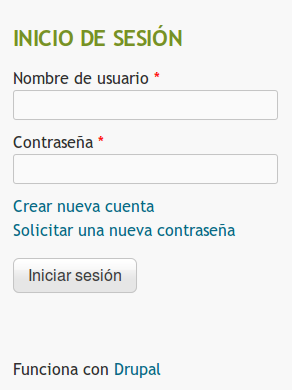 INICIO DE SESIÓN
Nombre de usuario *
Contraseña *
Crear nueva cuenta
Solicitar una nueva contraseña
Iniciar sesión
Funciona con Drupal